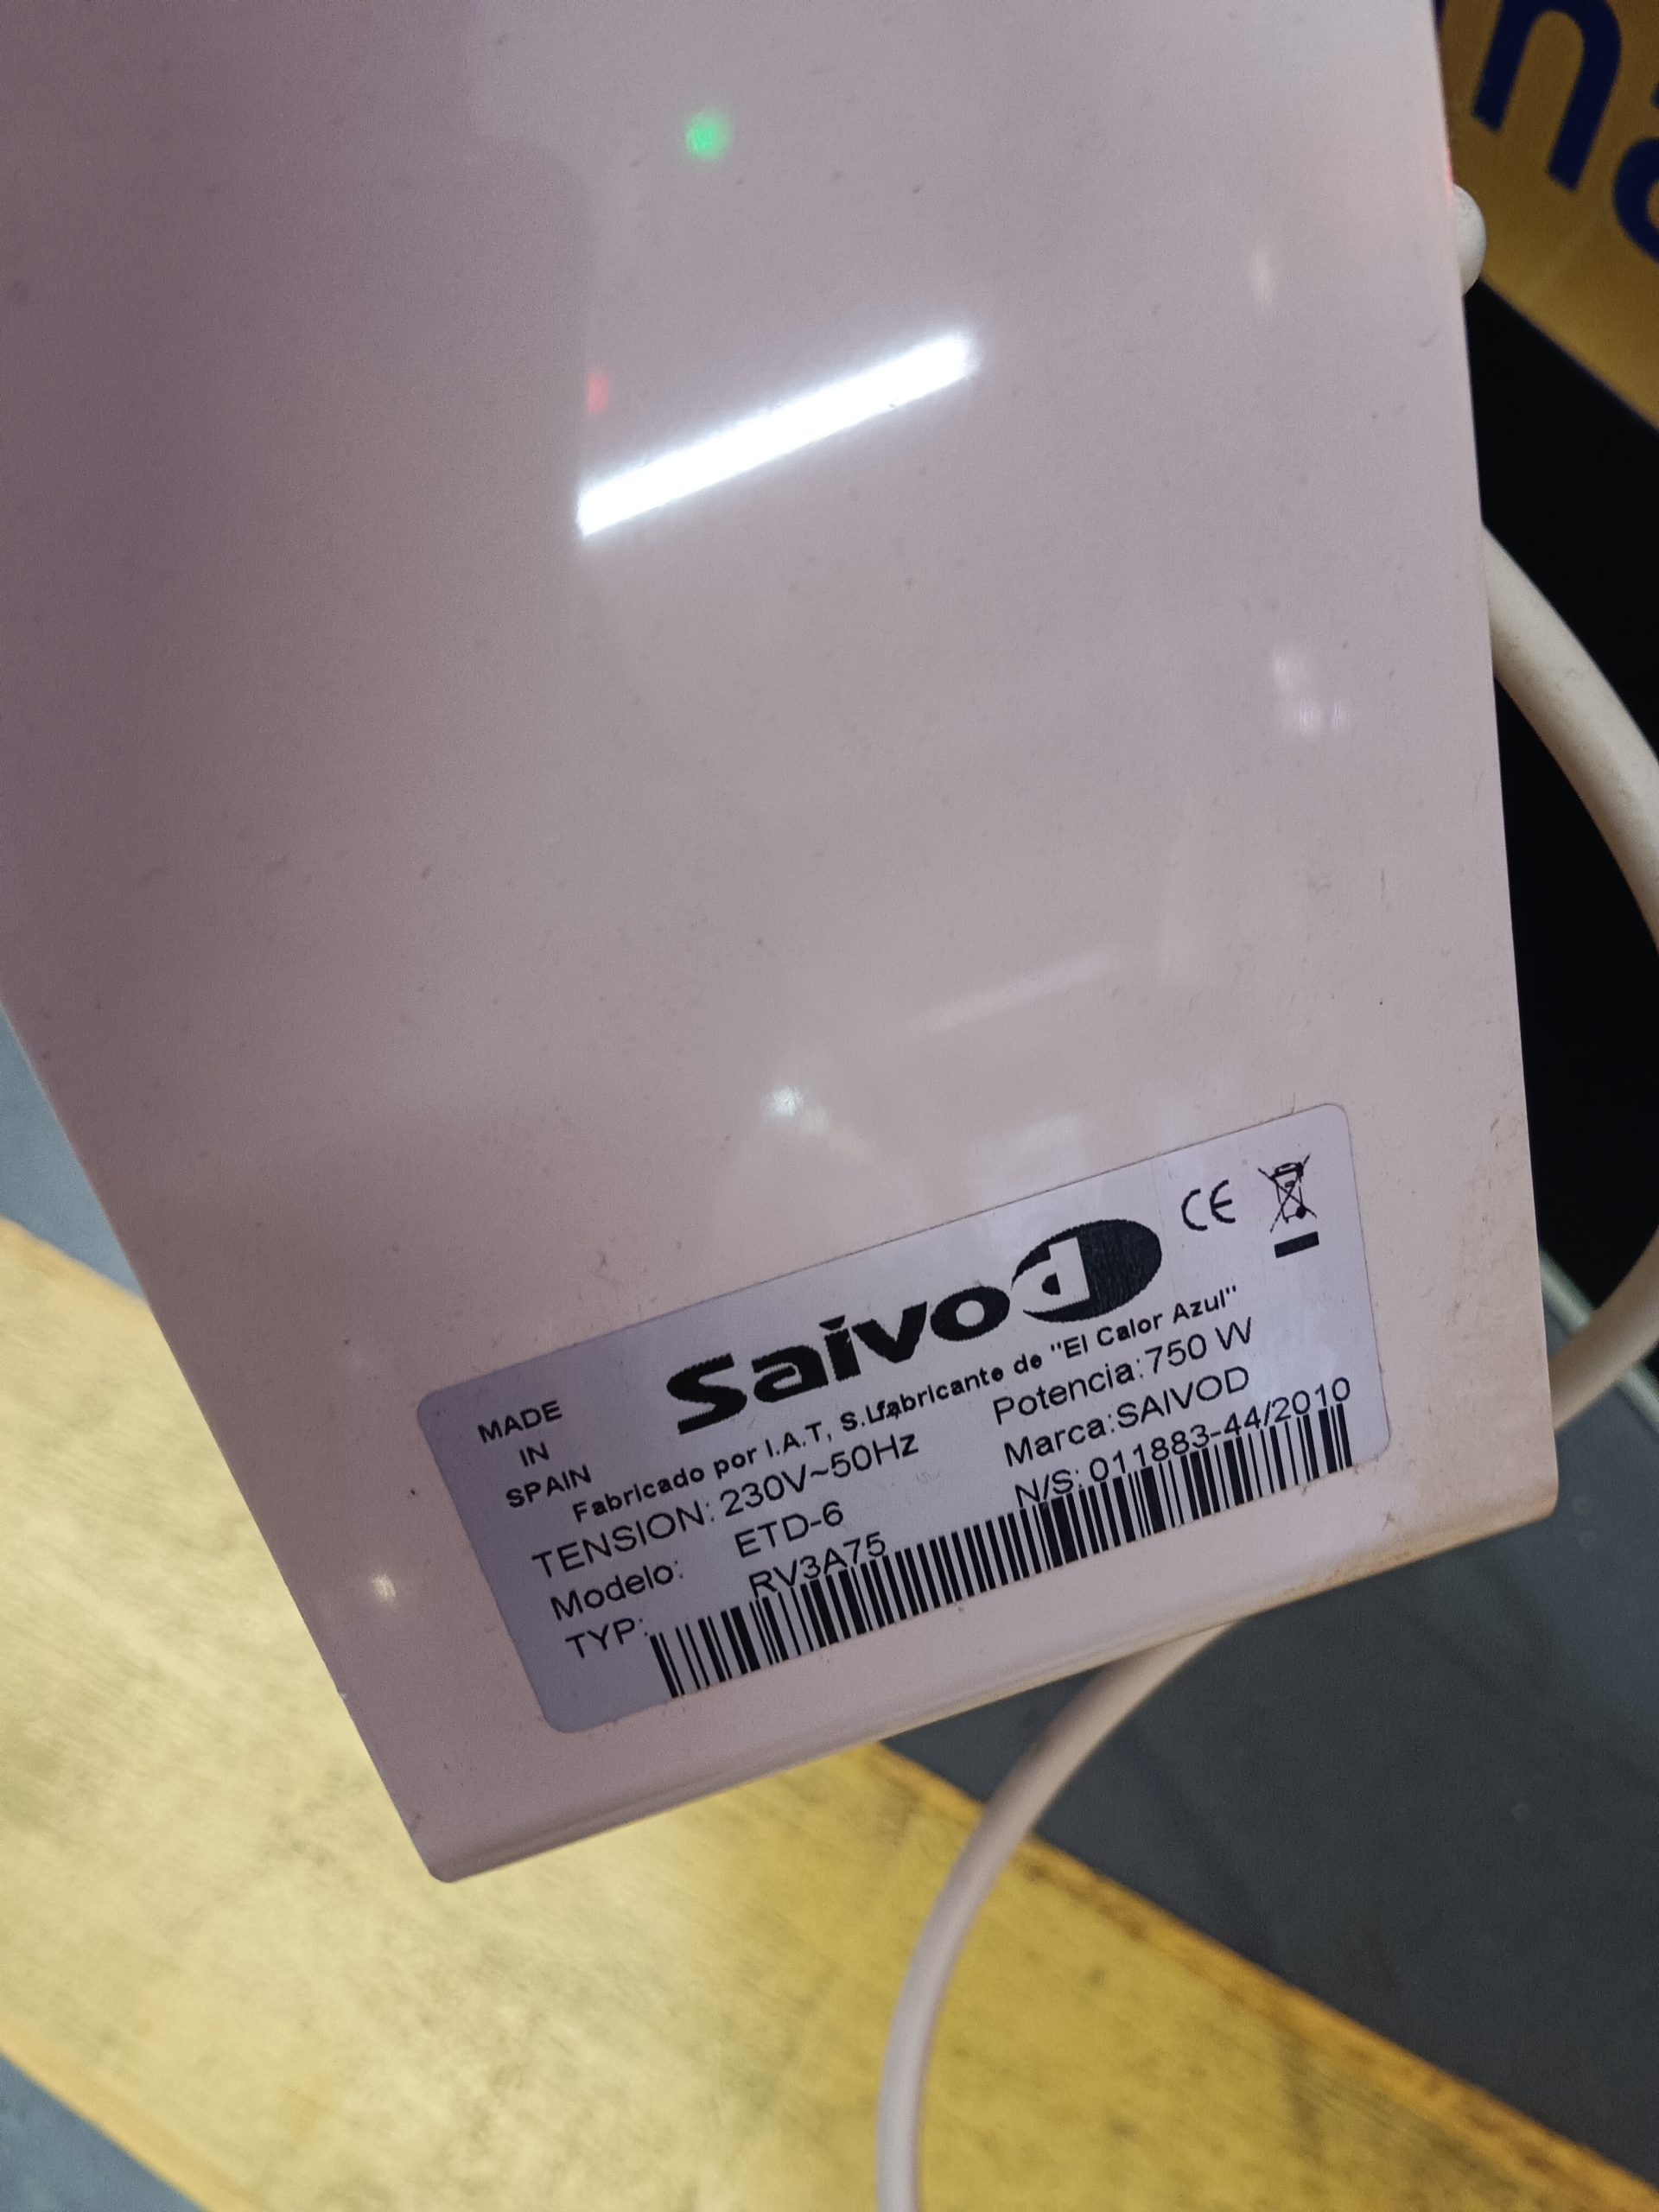 Saivod
CE
MADE
IN
SPAIN
Fabricado por I.A.T, S.L fabricante de "El Calor Azul"
TENSION: 230V~50Hz
Potencia: 750 W
Modelo: ETD-6
Marca: SAIVOD
TYP: RV3A75
N/S: 011883-44/2010